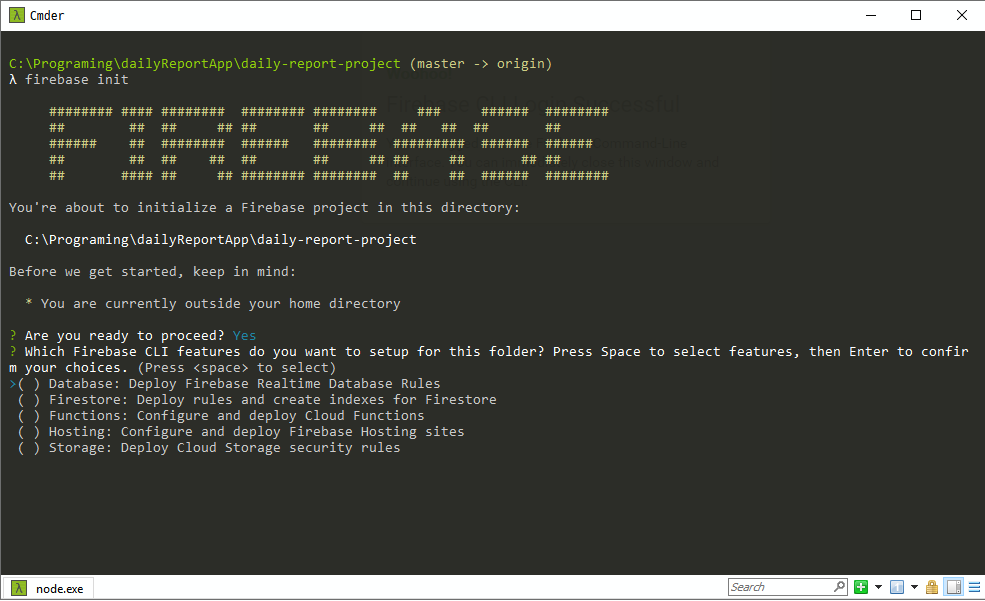 Cmder
C:\Programing\dailyReportApp\daily-report-project (master -> origin)
λ firebase init
######## #### ########  ######## ########     ###     ######  ########
##        ##  ##     ## ##       ##     ##  ##   ##  ##       ##
######    ##  ########  ######   ########  #########  ######  ######
##        ##  ##    ##  ##       ##     ## ##     ##       ## ##
##       #### ##     ## ######## ########  ##     ##  ######  ########
You're about to initialize a Firebase project in this directory:
C:\Programing\dailyReportApp\daily-report-project
Before we get started, keep in mind:
* You are currently outside your home directory
? Are you ready to proceed? Yes
? Which Firebase CLI features do you want to setup for this folder? Press Space to select features, then Enter to confir
m your choices. (Press <space> to select)
>( ) Database: Deploy Firebase Realtime Database Rules
( ) Firestore: Deploy rules and create indexes for Firestore
( ) Functions: Configure and deploy Cloud Functions
( ) Hosting: Configure and deploy Firebase Hosting sites
( ) Storage: Deploy Cloud Storage security rules
λ node.exe
Search